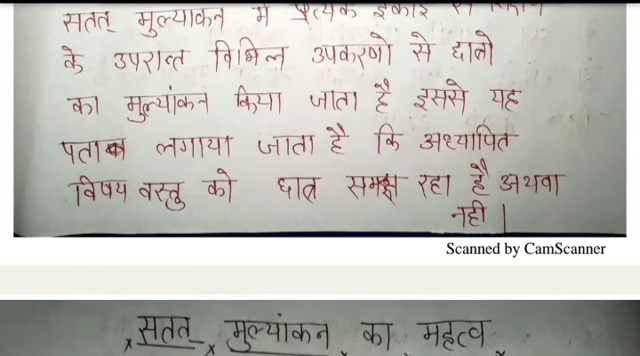 सतत् मुल्यांकन में प्रत्येक इकाई
के उपरान्त विभिन्न उपकरणो से छात्रो
का मुल्यांकन किया जाता है इससे यह
पता लगाया जाता है कि अध्यापित
विषय वस्तु को छात्र समझ रहा है अथवा
नही |
Scanned by CamScanner
सतत् मुल्यांकन का महत्व